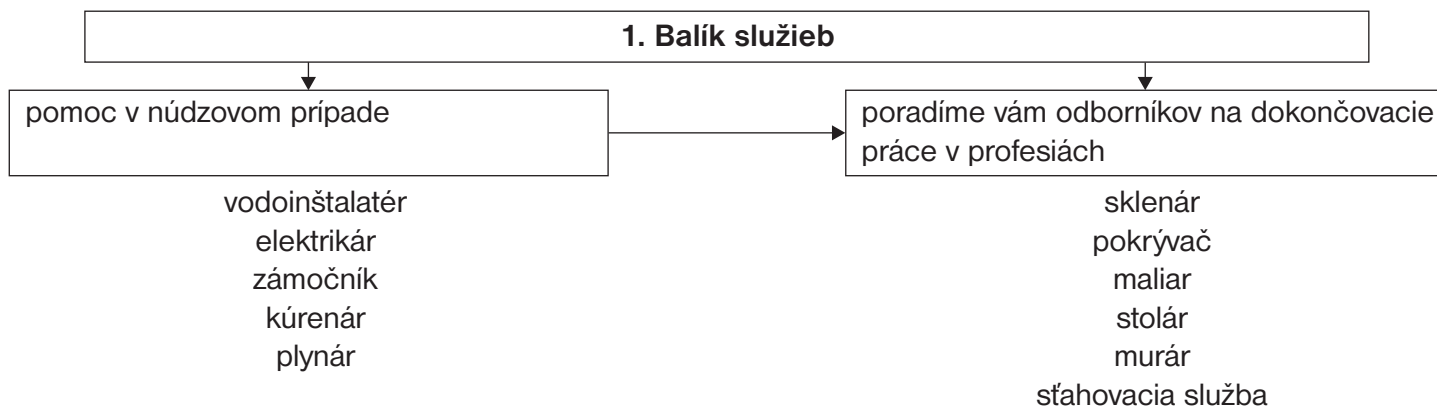 1. Balík služieb
pomoc v núdzovom prípade
poradíme vám odborníkov na dokončovacie
práce v profesiách
vodoinštalatér
elektrikár
zámočník
kúrenár
plynár
sklenár
pokrývač
maliar
stolár
murár
sťahovacia služba